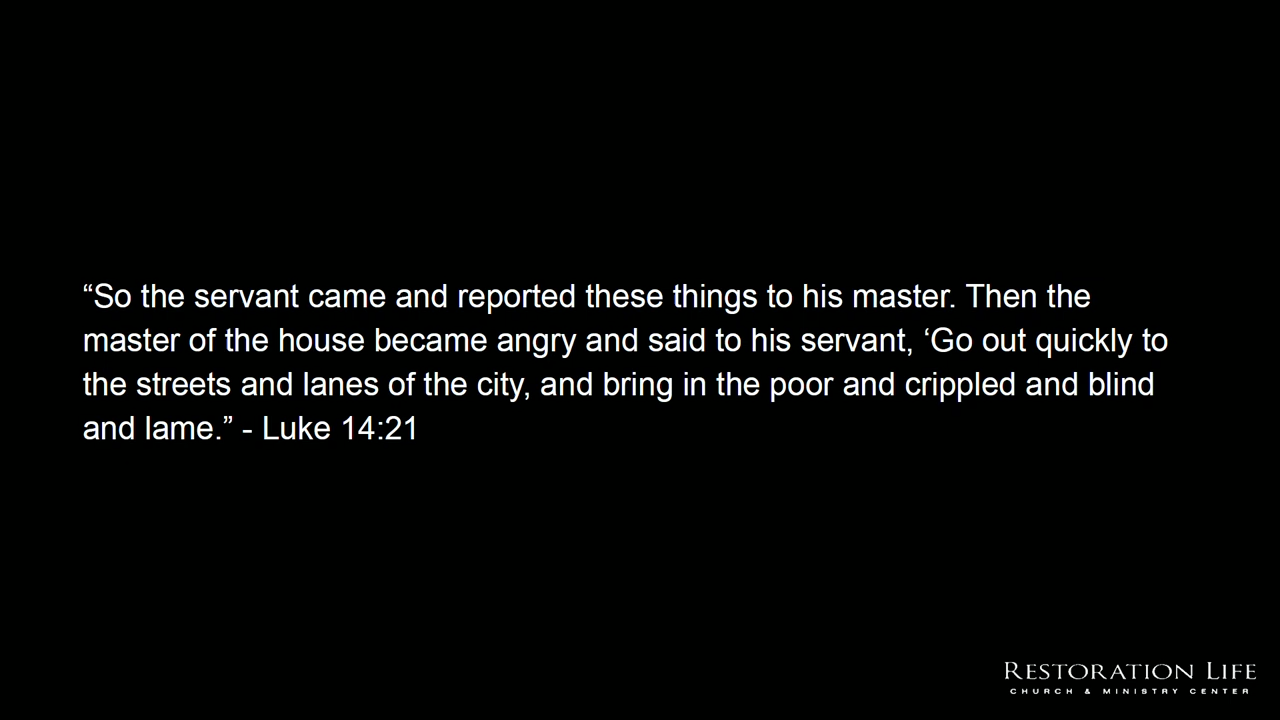 “So the servant came and reported these things to his master. Then the
master of the house became angry and said to his servant, ‘Go out quickly to
the streets and lanes of the city, and bring in the poor and crippled and blind
and lame.” - Luke 14:21
RESTORATION LIFE
CHURCH & MINISTRY CENTER